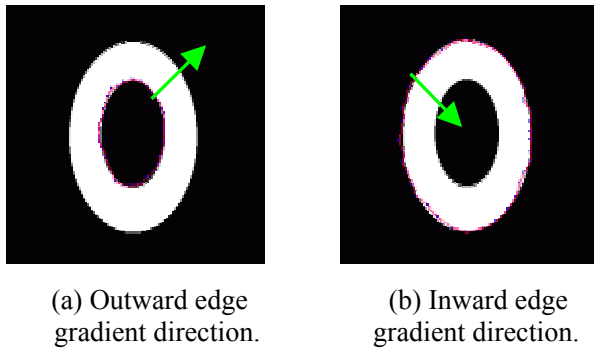 (a) Outward edge
gradient direction.
(b) Inward edge
gradient direction.